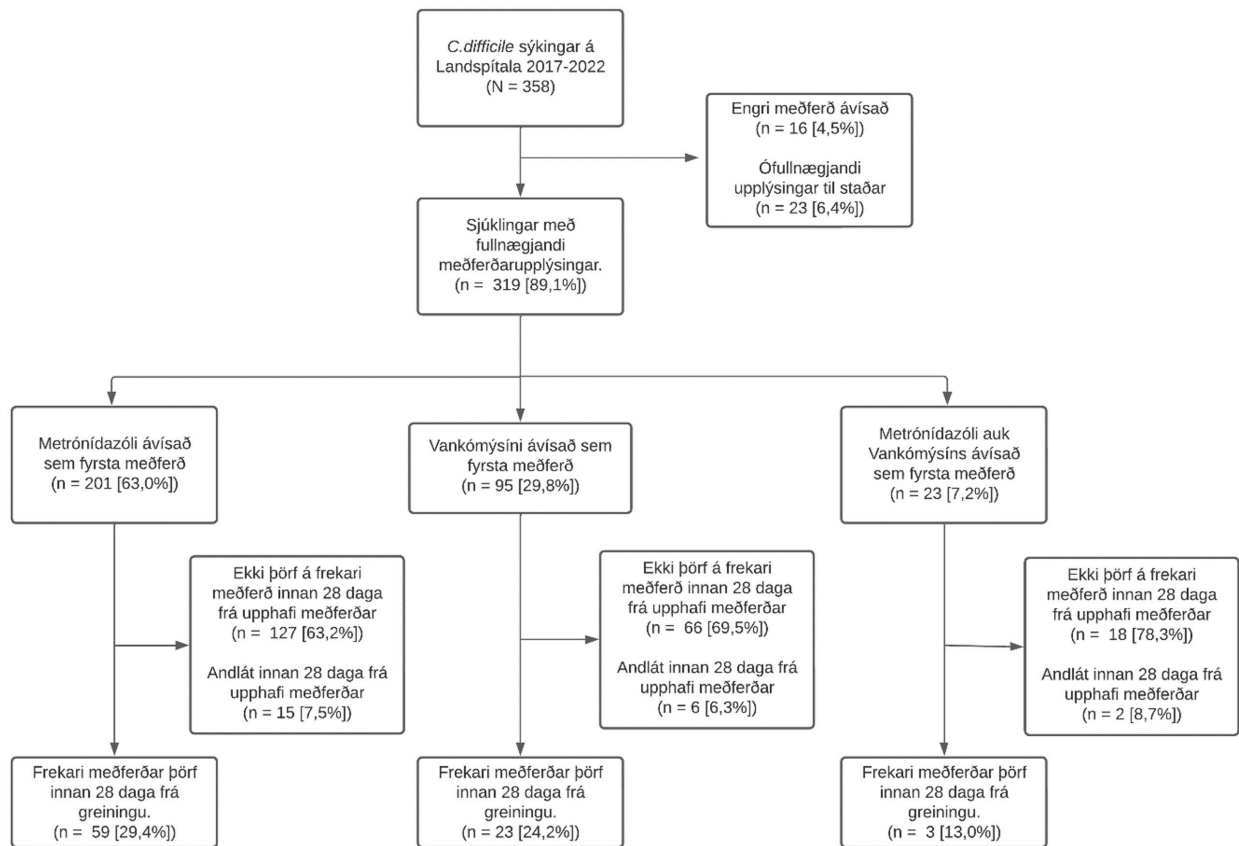 C.difficile sýkingar á
Landspítala 2017-2022
(N = 358)
Engri meðferð ávísað
(n = 16 [4,5%])
Ófullnægjandi
upplýsingar til staðar
(n = 23 [6,4%])
Sjúklingar með
fullnægjandi
meðferðarupplýsingar.
(n = 319 [89,1%])
Metrónídazóli ávísað
sem fyrsta meðferð
(n = 201 [63,0%])
Vankómýsíni ávísað sem
fyrsta meðferð
(n = 95 [29,8%])
Metrónídazóli auk
Vankómýsíns ávísað
sem fyrsta meðferð
(n = 23 [7,2%])
Ekki þörf á frekari
meðferð innan 28 daga
frá upphafi meðferðar
(n = 127 [63,2%])
Andlát innan 28 daga frá
upphafi meðferðar
(n = 15 [7,5%])
Ekki þörf á frekari
meðferð innan 28 daga
frá upphafi meðferðar
(n = 66 [69,5%])
Andlát innan 28 daga frá
upphafi meðferðar
(n = 6 [6,3%])
Ekki þörf á frekari
meðferð innan 28 daga
frá upphafi meðferðar
(n = 18 [78,3%])
Andlát innan 28 daga frá
upphafi meðferðar
(n = 2 [8,7%])
Frekari meðferðar þörf
innan 28 daga frá
greiningu.
(n = 59 [29,4%])
Frekari meðferðar þörf
innan 28 daga frá
greiningu.
(n = 23 [24,2%])
Frekari meðferðar þörf
innan 28 daga frá
greiningu.
(n = 3 [13,0%])